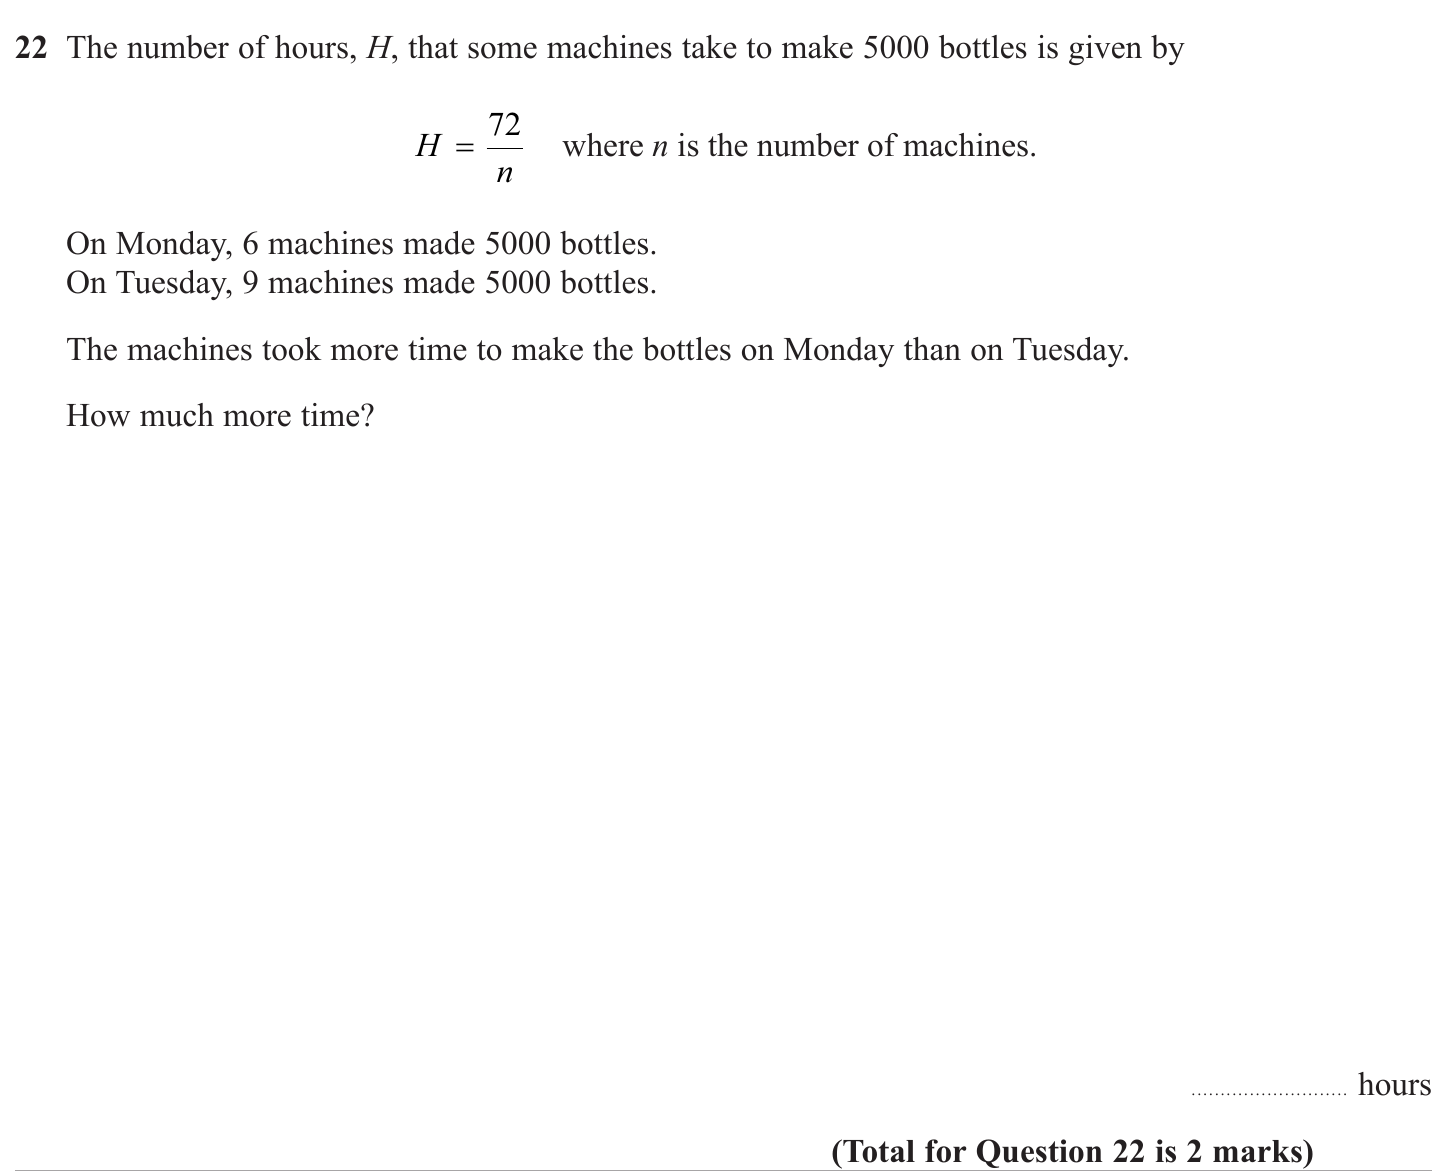 22 The number of hours, H, that some machines take to make 5000 bottles is given by
H = 72/n where n is the number of machines.
On Monday, 6 machines made 5000 bottles.
On Tuesday, 9 machines made 5000 bottles.
The machines took more time to make the bottles on Monday than on Tuesday.
How much more time?
.......................... hours
(Total for Question 22 is 2 marks)